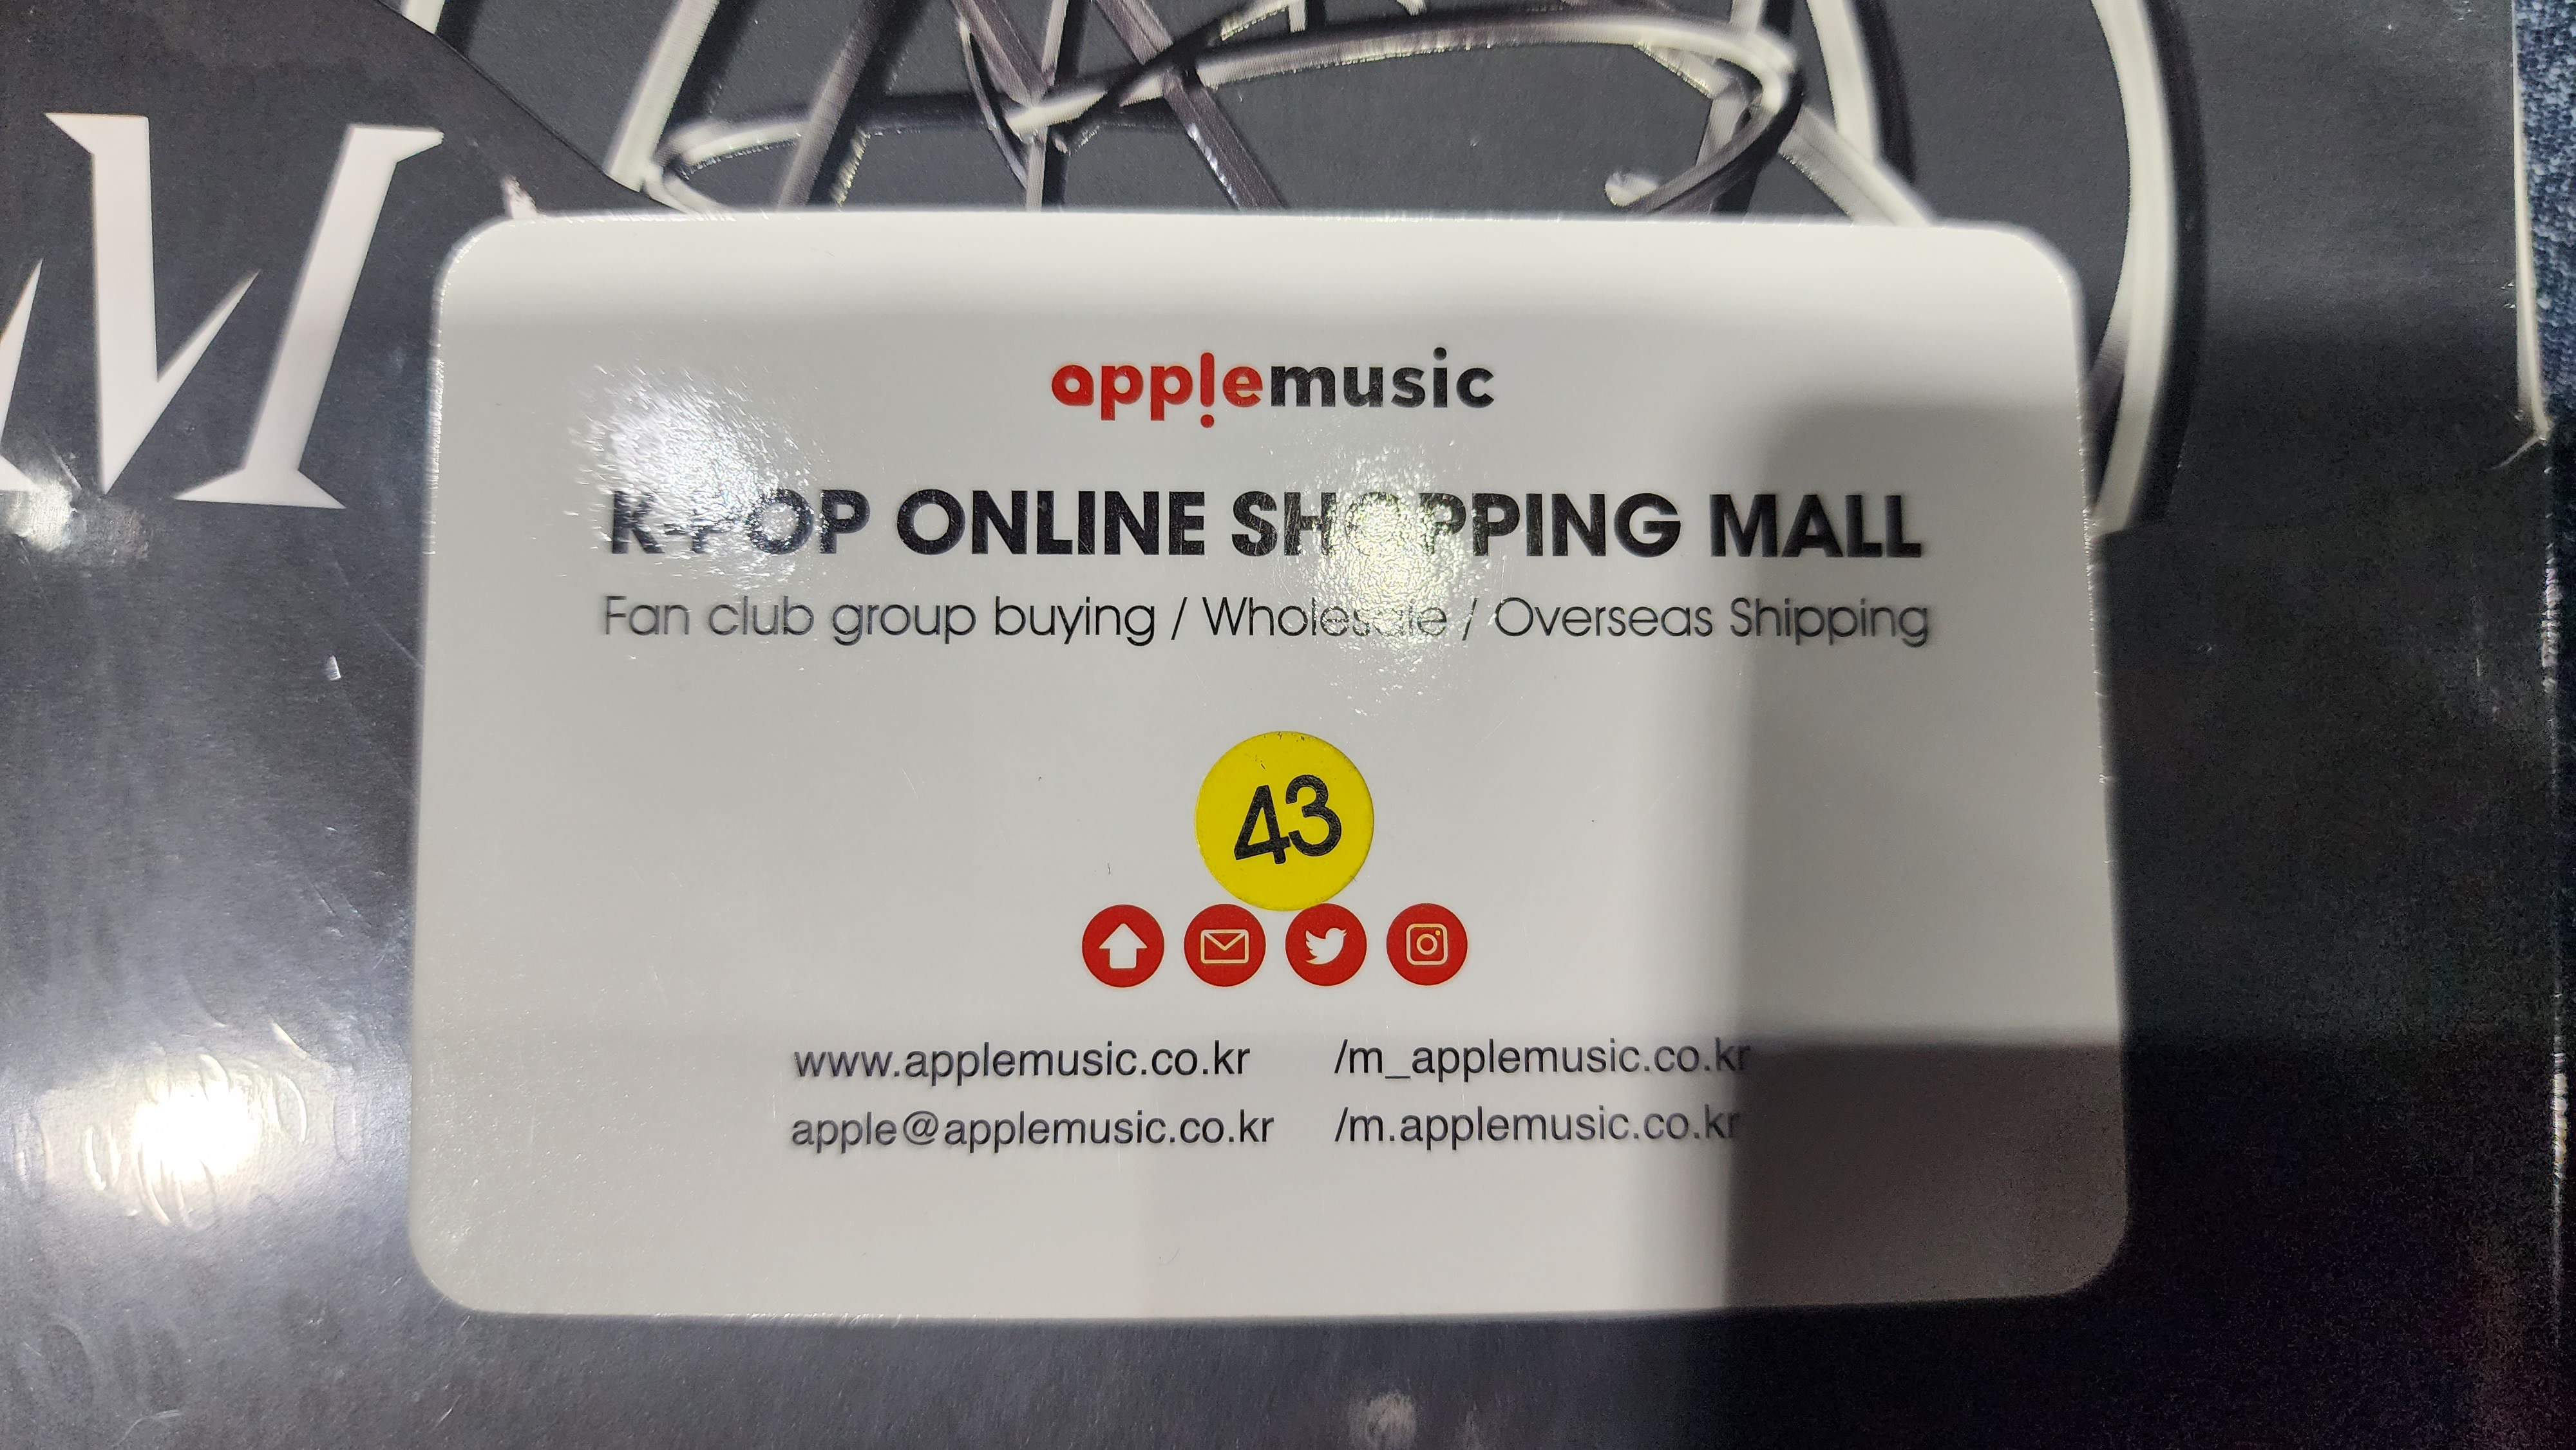 M
applemusic
K-POP ONLINE SHOPPING MALL
Fan club group buying / Wholesale / Overseas Shipping
43
www.applemusic.co.kr /m_applemusic.co.kr
apple@applemusic.co.kr /m.applemusic.co.kr